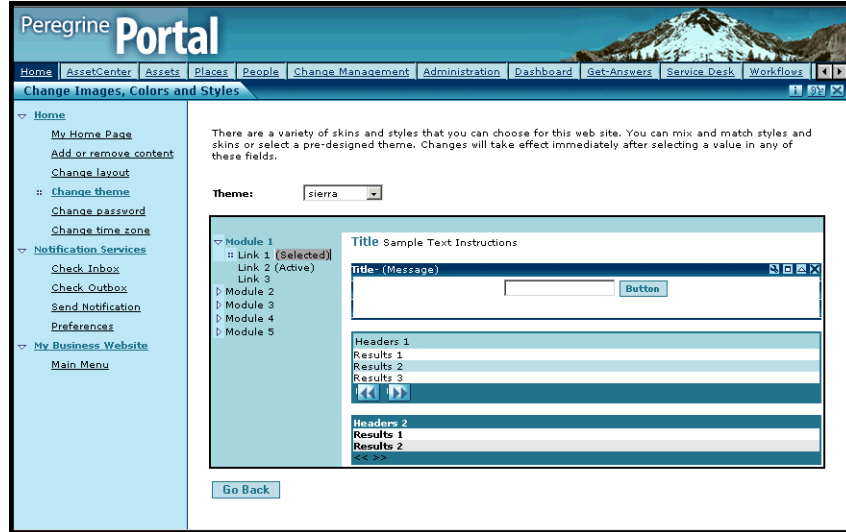 Peregrine Portal
Home AssetCenter Assets Places People Change Management Administration Dashboard Get-Answers Service Desk Workflows
Change Images, Colors and Styles
Home
My Home Page
Add or remove content
Change layout
Change theme
Change password
Change time zone
Notification Services
Check Inbox
Check Outbox
Send Notification
Preferences
My Business Website
Main Menu
There are a variety of skins and styles that you can choose for this web site. You can mix and match styles and
skins or select a pre-designed theme. Changes will take effect immediately after selecting a value in any of
these fields.
Theme: sierra
Module 1
Link 1 (Selected)
Link 2 (Active)
Link 3
Module 2
Module 3
Module 4
Module 5
Title Sample Text Instructions
Title- (Message)
Button
Headers 1
Results 1
Results 2
Results 3
Headers 2
Results 1
Results 2
<< >>
Go Back